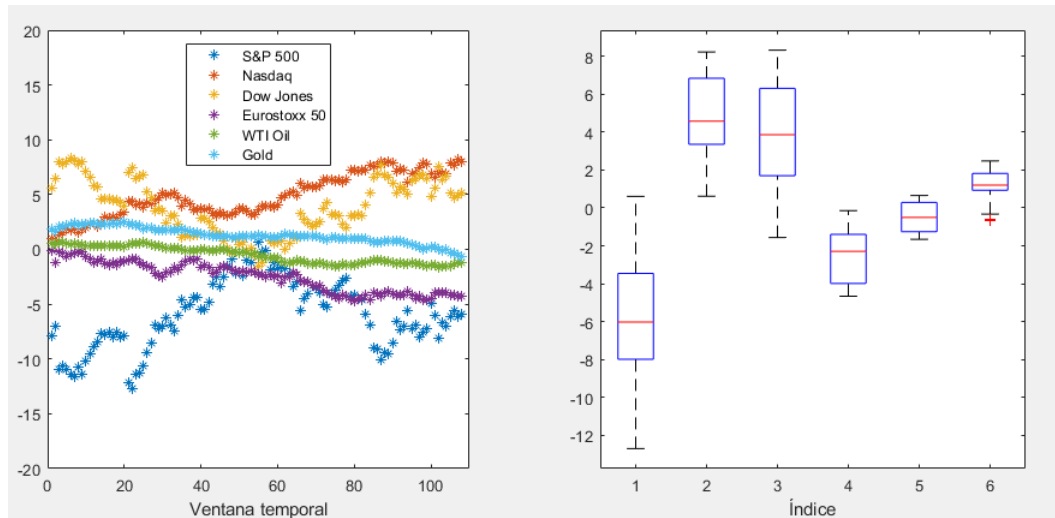 20
15
10
5
0
-5
-10
-15
-20
0 20 40 60 80 100
Ventana temporal
S&P 500
Nasdaq
Dow Jones
Eurostoxx 50
WTI Oil
Gold
8
6
4
2
0
-2
-4
-6
-8
-10
-12
1 2 3 4 5 6
Índice